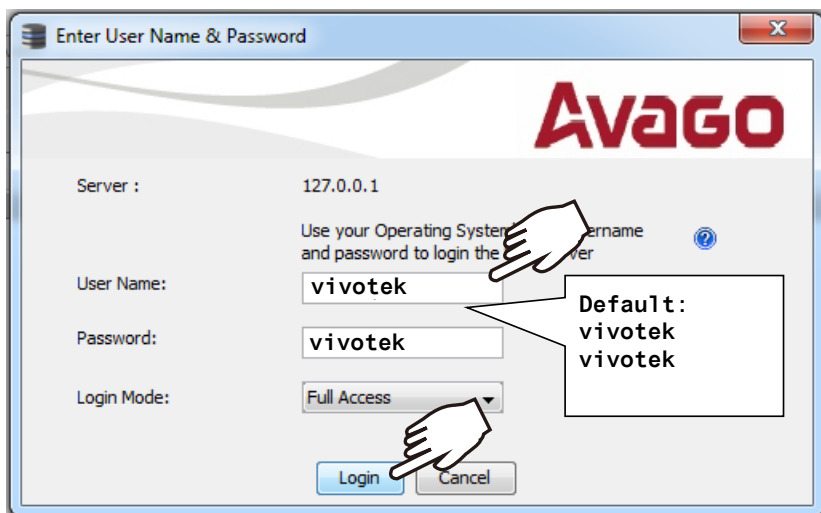 Enter User Name & Password
AVAGO
Server : 127.0.0.1
Use your Operating System
and password to login the
User Name: vivotek
Password: vivotek
Default:
vivotek
vivotek
Login Mode: Full Access
Login Cancel